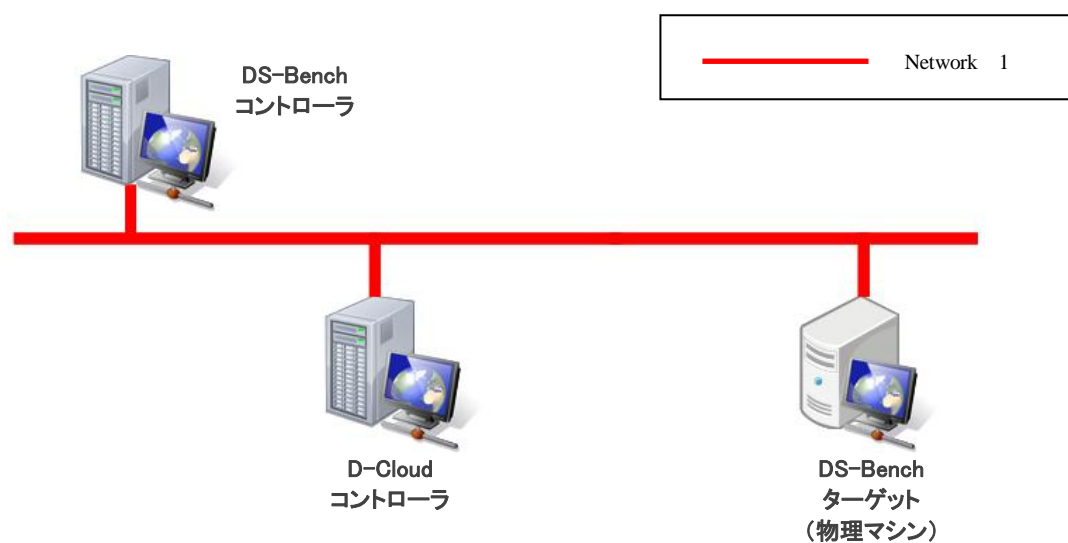 DS-Bench
コントローラ
Network 1
D-Cloud
コントローラ
DS-Bench
ターゲット
(物理マシン)